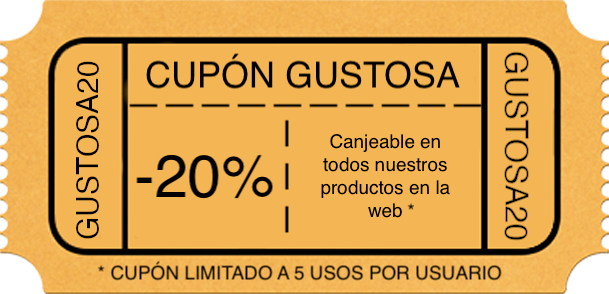 GUSTOSA20
CUPÓN GUSTOSA
-20%
Canjeable en
todos nuestros
productos en la
web *
GUSTOSA20
* CUPÓN LIMITADO A 5 USOS POR USUARIO